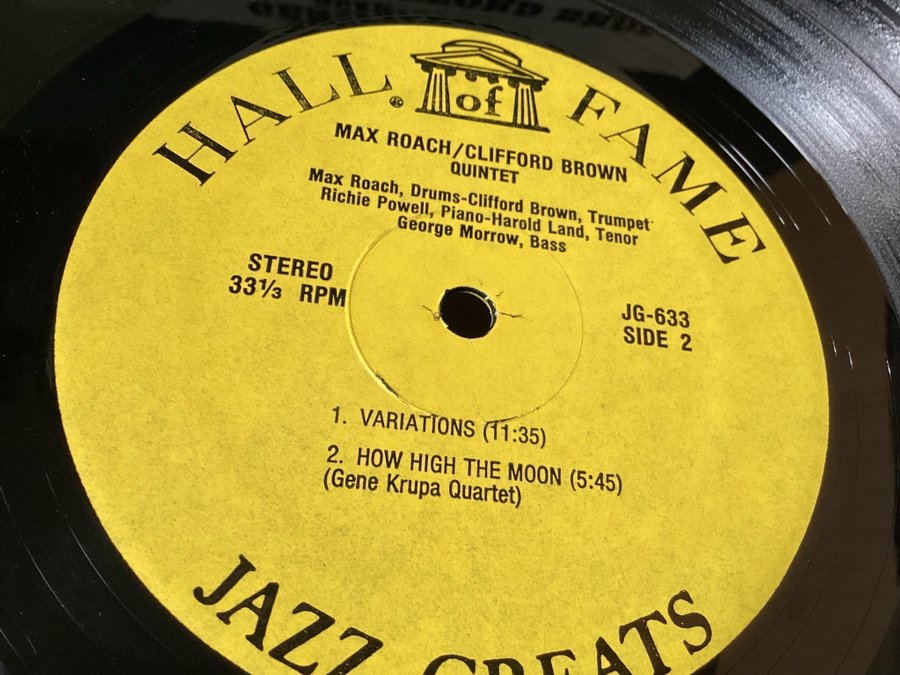 HALL of FAME
®
MAX ROACH/CLIFFORD BROWN
QUINTET
Max Roach, Drums-Clifford Brown, Trumpet
Richie Powell, Piano-Harold Land, Tenor
George Morrow, Bass
STEREO
33⅓ RPM
JG-633
SIDE 2
1. VARIATIONS (11:35)
2. HOW HIGH THE MOON (5:45)
(Gene Krupa Quartet)
JAZZ GREATS